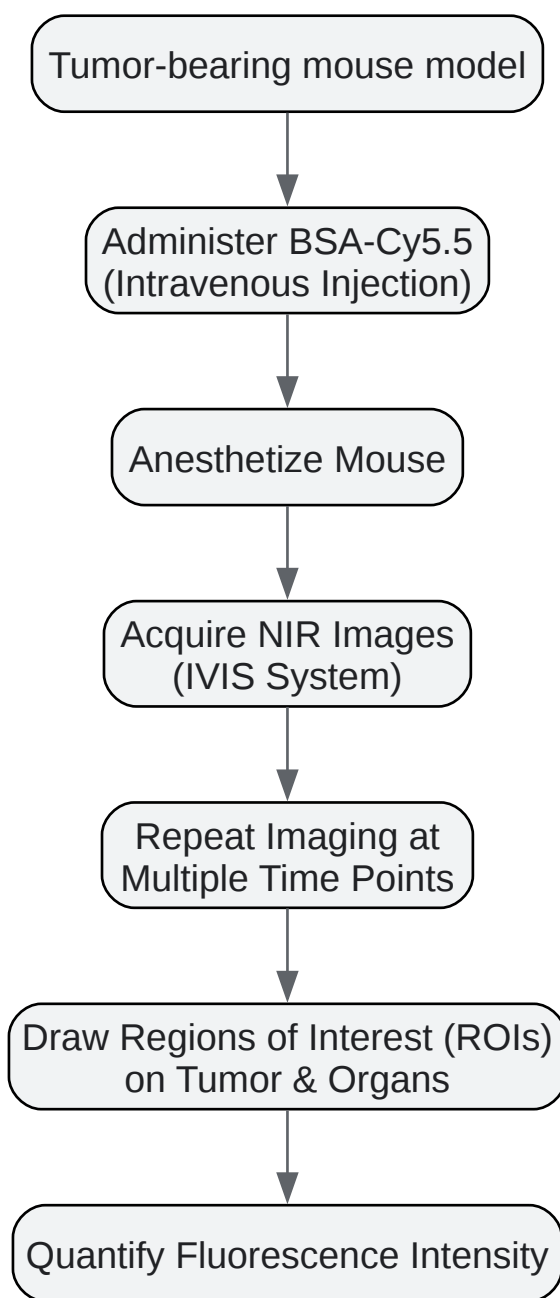 Tumor-bearing mouse model
Administer BSA-Cy5.5
(Intravenous Injection)
Anesthetize Mouse
Acquire NIR Images
(IVIS System)
Repeat Imaging at
Multiple Time Points
Draw Regions of Interest (ROIs)
on Tumor & Organs
Quantify Fluorescence Intensity